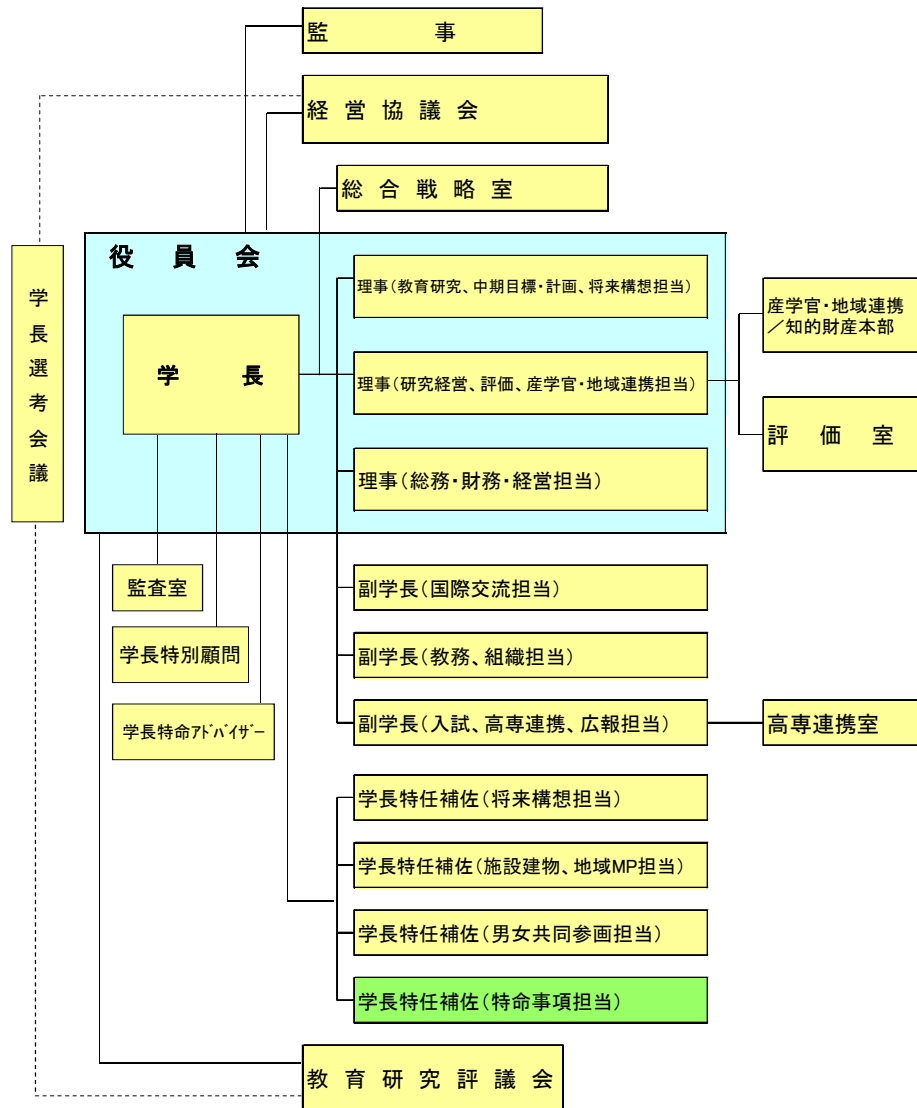 監事
経営協議会
総合戦略室
役員会
学長選考会議
学長
理事(教育研究、中期目標・計画、将来構想担当)
理事(研究経営、評価、産学官・地域連携担当)
理事(総務・財務・経営担当)
産学官・地域連携
/知的財産本部
評価室
監査室
学長特別顧問
学長特命アドバイザー
副学長(国際交流担当)
副学長(教務、組織担当)
副学長(入試、高専連携、広報担当)
高専連携室
学長特任補佐(将来構想担当)
学長特任補佐(施設建物、地域MP担当)
学長特任補佐(男女共同参画担当)
学長特任補佐(特命事項担当)
教育研究評議会